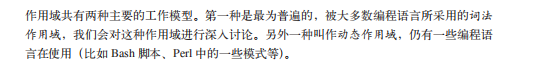 作用域共有两种主要的工作模型。第一种是最为普遍的，被大多数编程语言所采用的词法
作用域，我们会对这种作用域进行深入讨论。另外一种叫作动态作用域，仍有一些编程语
言在使用（比如 Bash 脚本、Perl 中的一些模式等）。